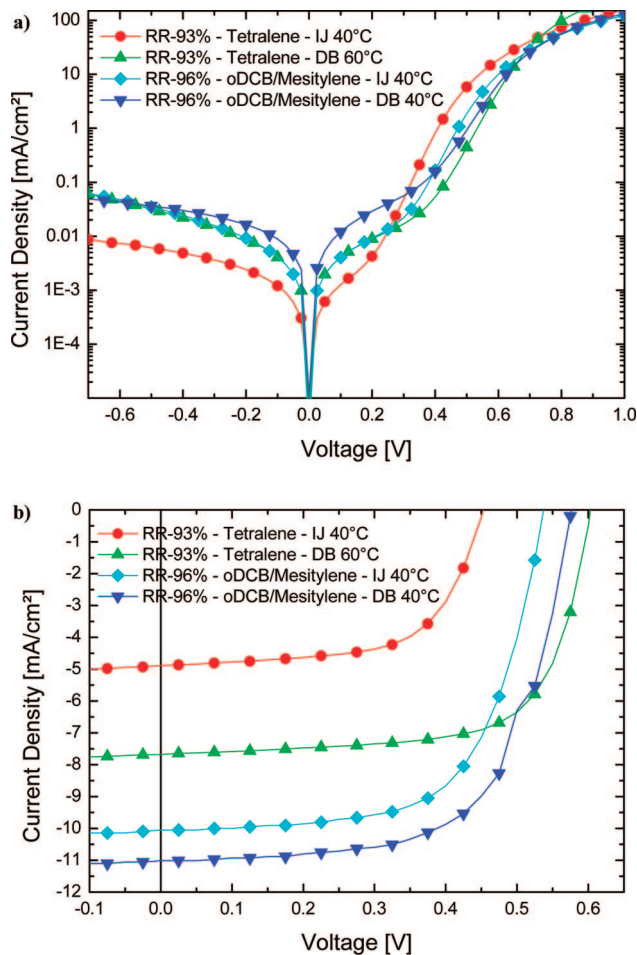 a)
RR-93% - Tetralene - IJ 40°C
RR-93% - Tetralene - DB 60°C
RR-96% - oDCB/Mesitylene - IJ 40°C
RR-96% - oDCB/Mesitylene - DB 40°C
Current Density [mA/cm²]
100
10
1
0.1
0.01
1E-3
1E-4
-0.6 -0.4 -0.2 0.0 0.2 0.4 0.6 0.8 1.0
Voltage [V]
b)
RR-93% - Tetralene - IJ 40°C
RR-93% - Tetralene - DB 60°C
RR-96% - oDCB/Mesitylene - IJ 40°C
RR-96% - oDCB/Mesitylene - DB 40°C
Current Density [mA/cm²]
0
-1
-2
-3
-4
-5
-6
-7
-8
-9
-10
-11
-12
-0.1 0.0 0.1 0.2 0.3 0.4 0.5 0.6
Voltage [V]